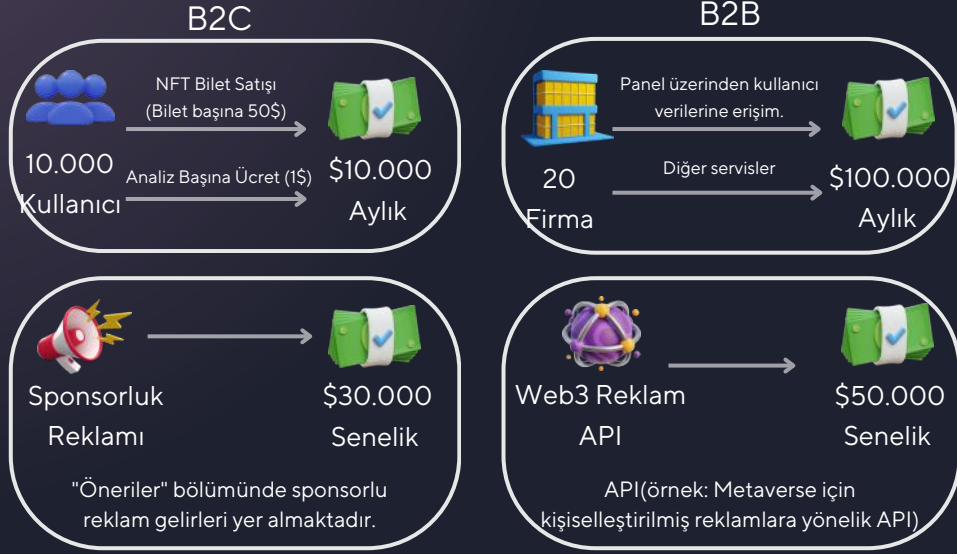 B2C
NFT Bilet Satışı
(Bilet başına 50$)
10.000
Kullanıcı
Analiz Başına Ücret (1$)
$10.000
Aylık
B2B
Panel üzerinden kullanıcı
verilerine erişim.
20
Firma
Diğer servisler
$100.000
Aylık
Sponsorluk
Reklamı
$30.000
Senelik
"Öneriler" bölümünde sponsorlu
reklam gelirleri yer almaktadır.
Web3 Reklam
API
$50.000
Senelik
API(örnek: Metaverse için
kişiselleştirilmiş reklamlara yönelik API)